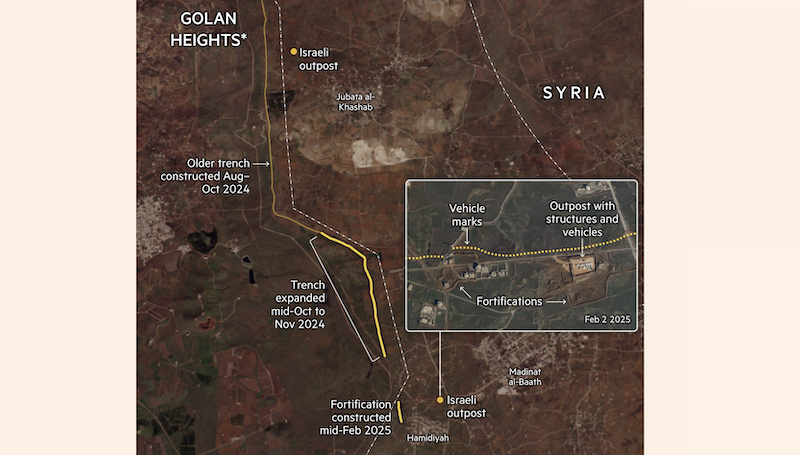 GOLAN
HEIGHTS*
Israeli
outpost
Jubata al-
Khashab
SYRIA
Older trench
constructed Aug–
Oct 2024
Vehicle
marks
Outpost with
structures and
vehicles
Fortifications
Feb 2 2025
Trench
expanded
mid-Oct to
Nov 2024
Madinat
al-Baath
Fortification
constructed
mid-Feb 2025
Israeli
outpost
Hamidiyah